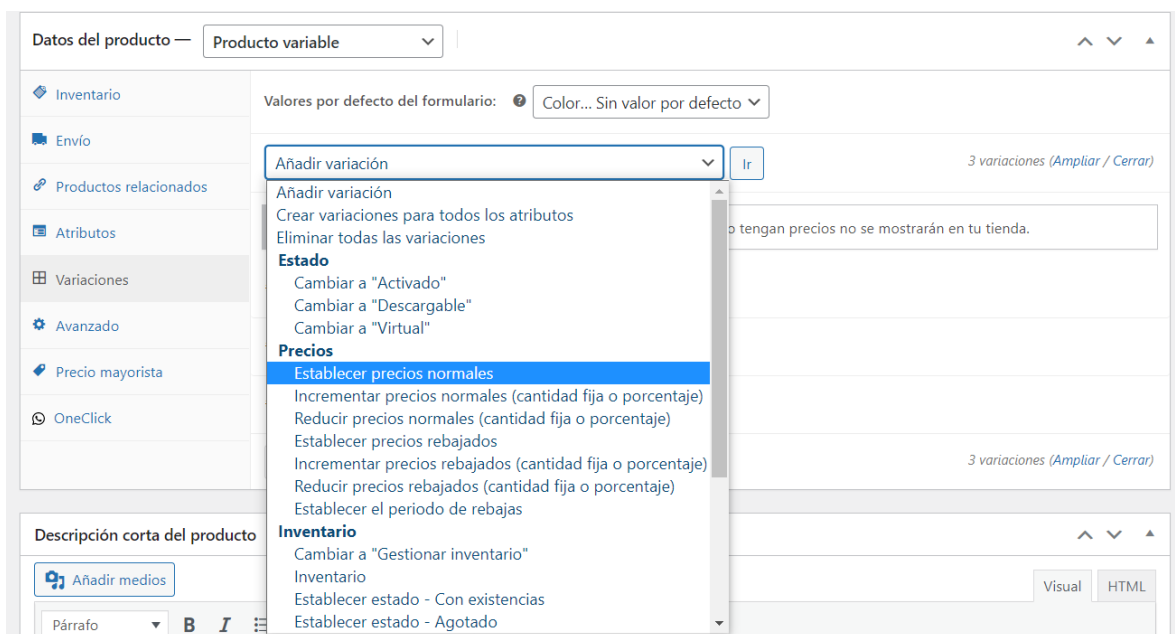 Datos del producto — Producto variable
Inventario
Envío
Productos relacionados
Atributos
Variaciones
Avanzado
Precio mayorista
OneClick
Valores por defecto del formulario: Color... Sin valor por defecto
Añadir variación Ir 3 variaciones (Ampliar / Cerrar)
Añadir variación
Crear variaciones para todos los atributos
Eliminar todas las variaciones
tengan precios no se mostrarán en tu tienda.
Estado
Cambiar a "Activado"
Cambiar a "Descargable"
Cambiar a "Virtual"
Precios
Establecer precios normales
Incrementar precios normales (cantidad fija o porcentaje)
Reducir precios normales (cantidad fija o porcentaje)
Establecer precios rebajados
Incrementar precios rebajados (cantidad fija o porcentaje)
Reducir precios rebajados (cantidad fija o porcentaje)
Establecer el periodo de rebajas
Inventario
Cambiar a "Gestionar inventario"
Inventario
Establecer estado - Con existencias
Establecer estado - Agotado
3 variaciones (Ampliar / Cerrar)
Descripción corta del producto
Añadir medios
Visual HTML
Párrafo B I